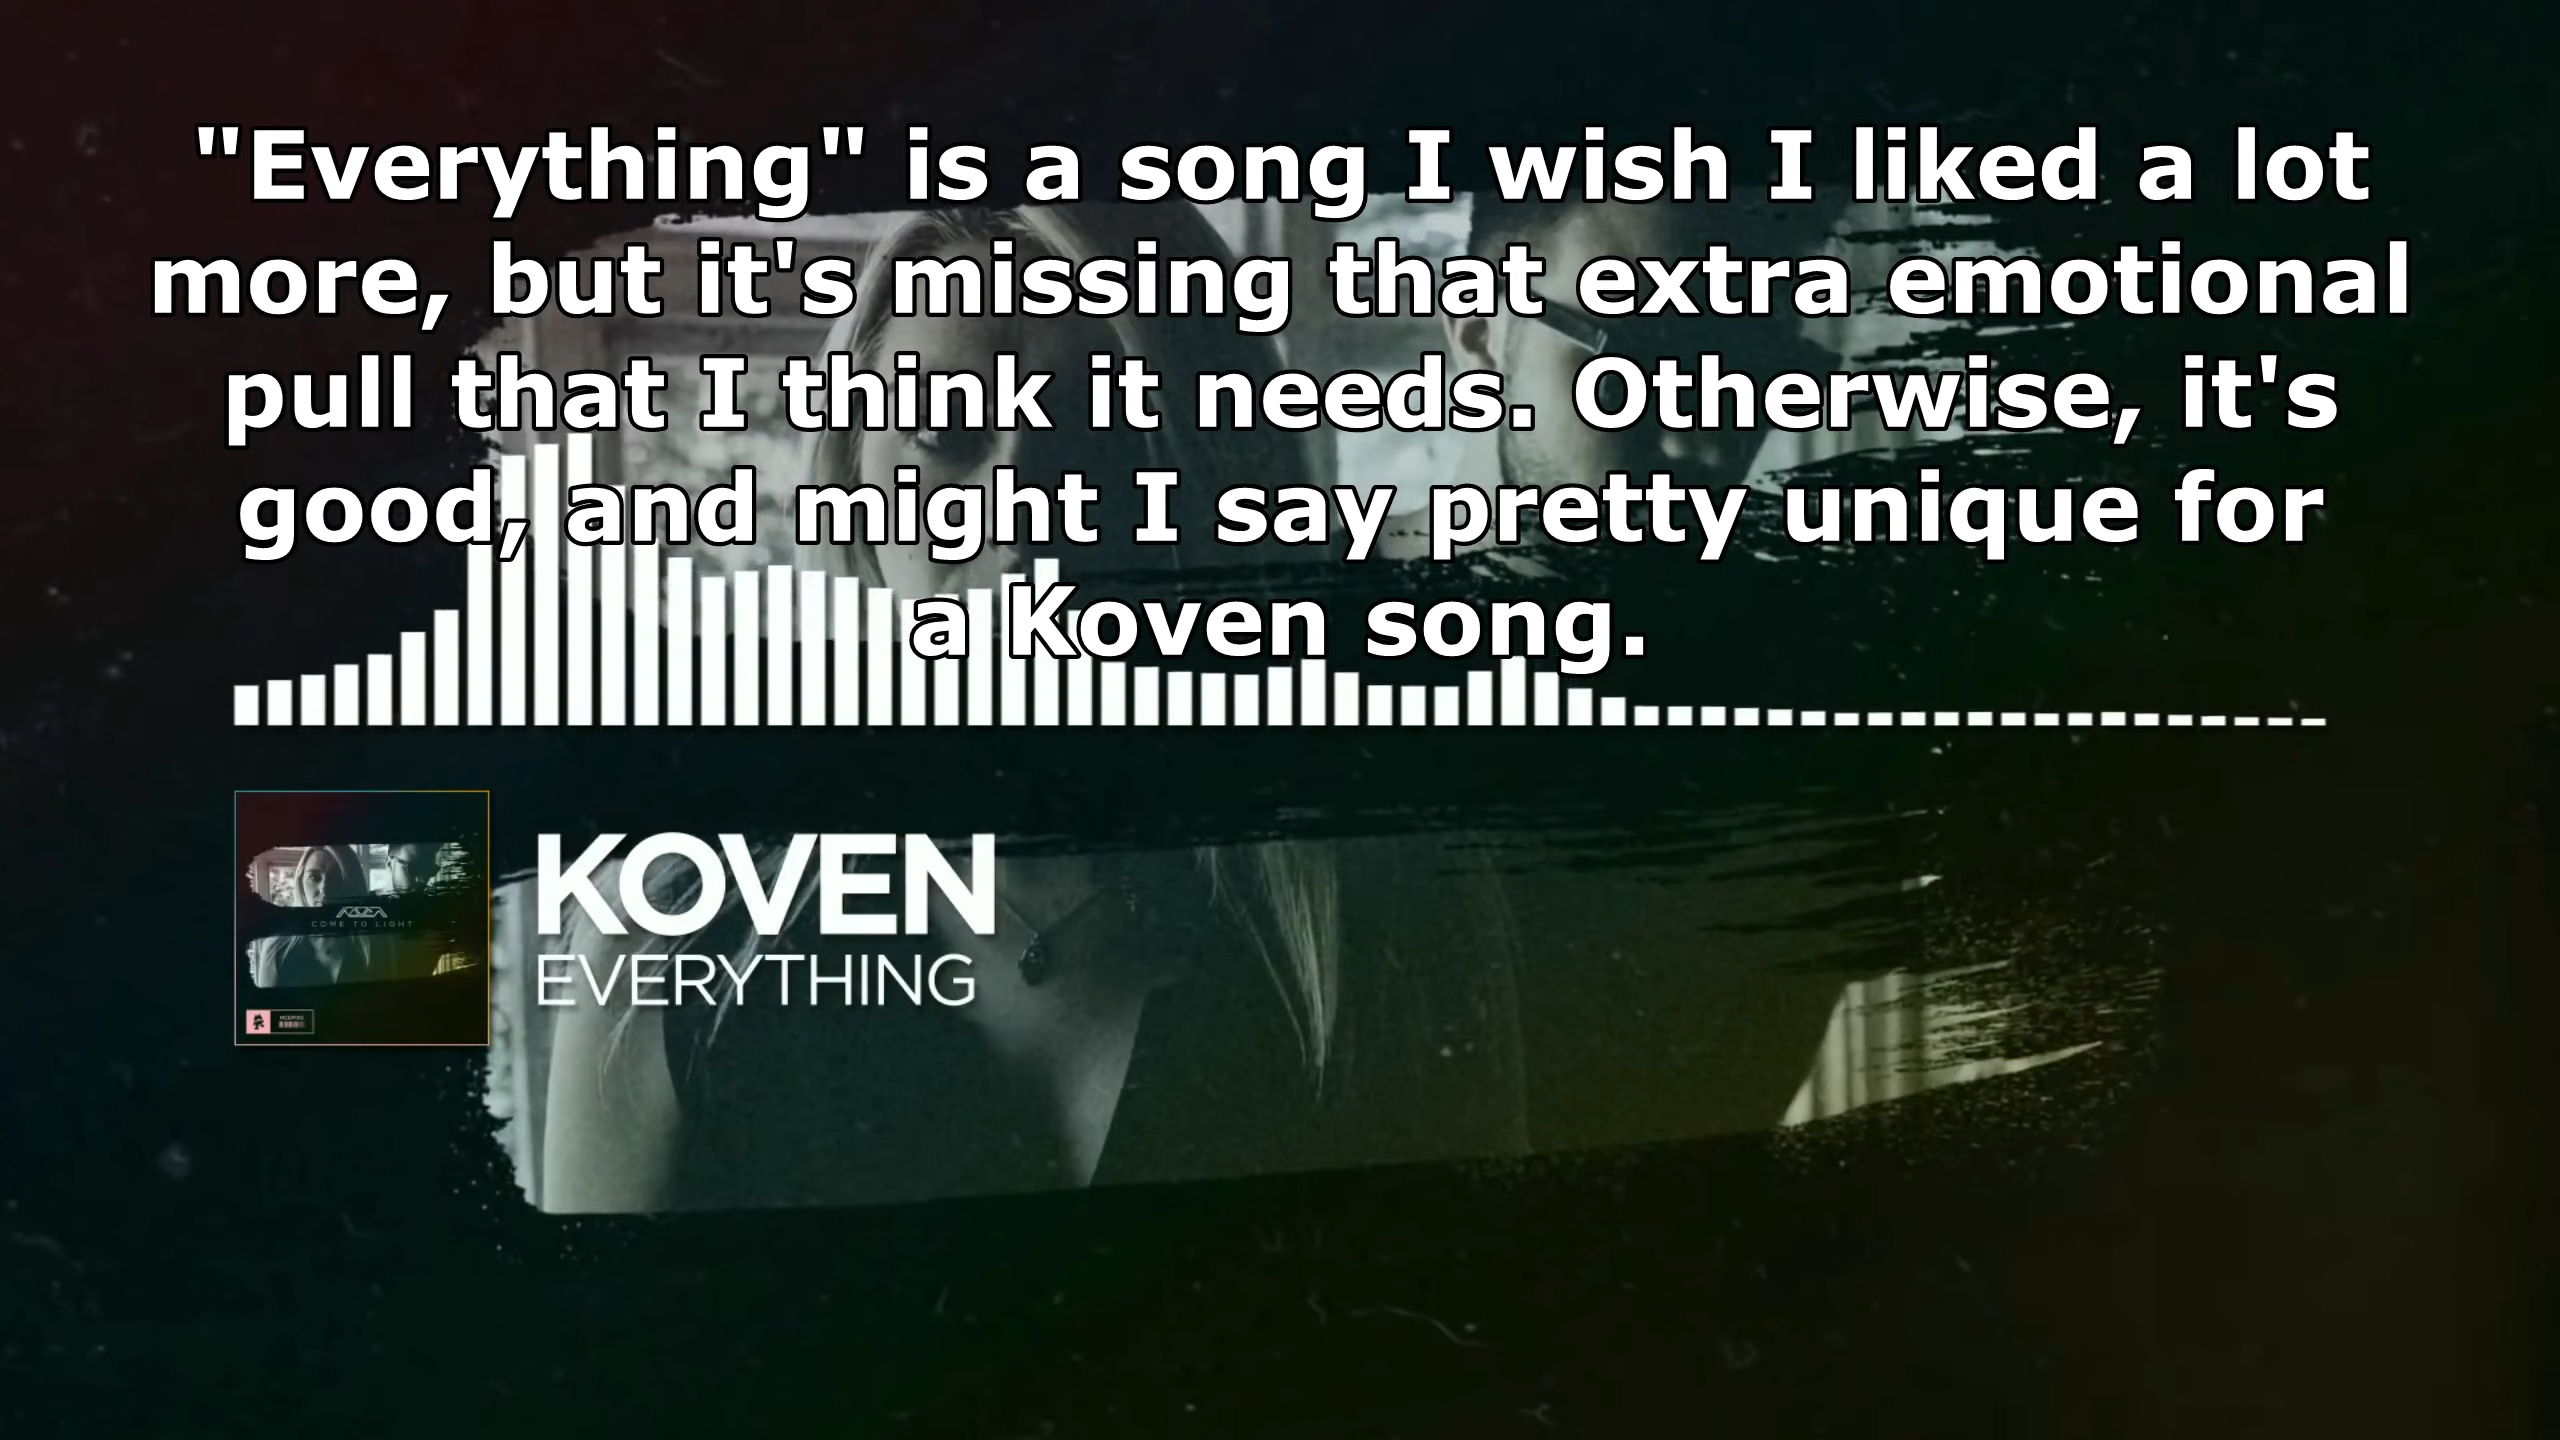 "Everything" is a song I wish I liked a lot
more, but it's missing that extra emotional
pull that I think it needs. Otherwise, it's
good, and might I say pretty unique for
a Koven song.
KOVEN
COME TO LIGHT
KOVEN
EVERYTHING